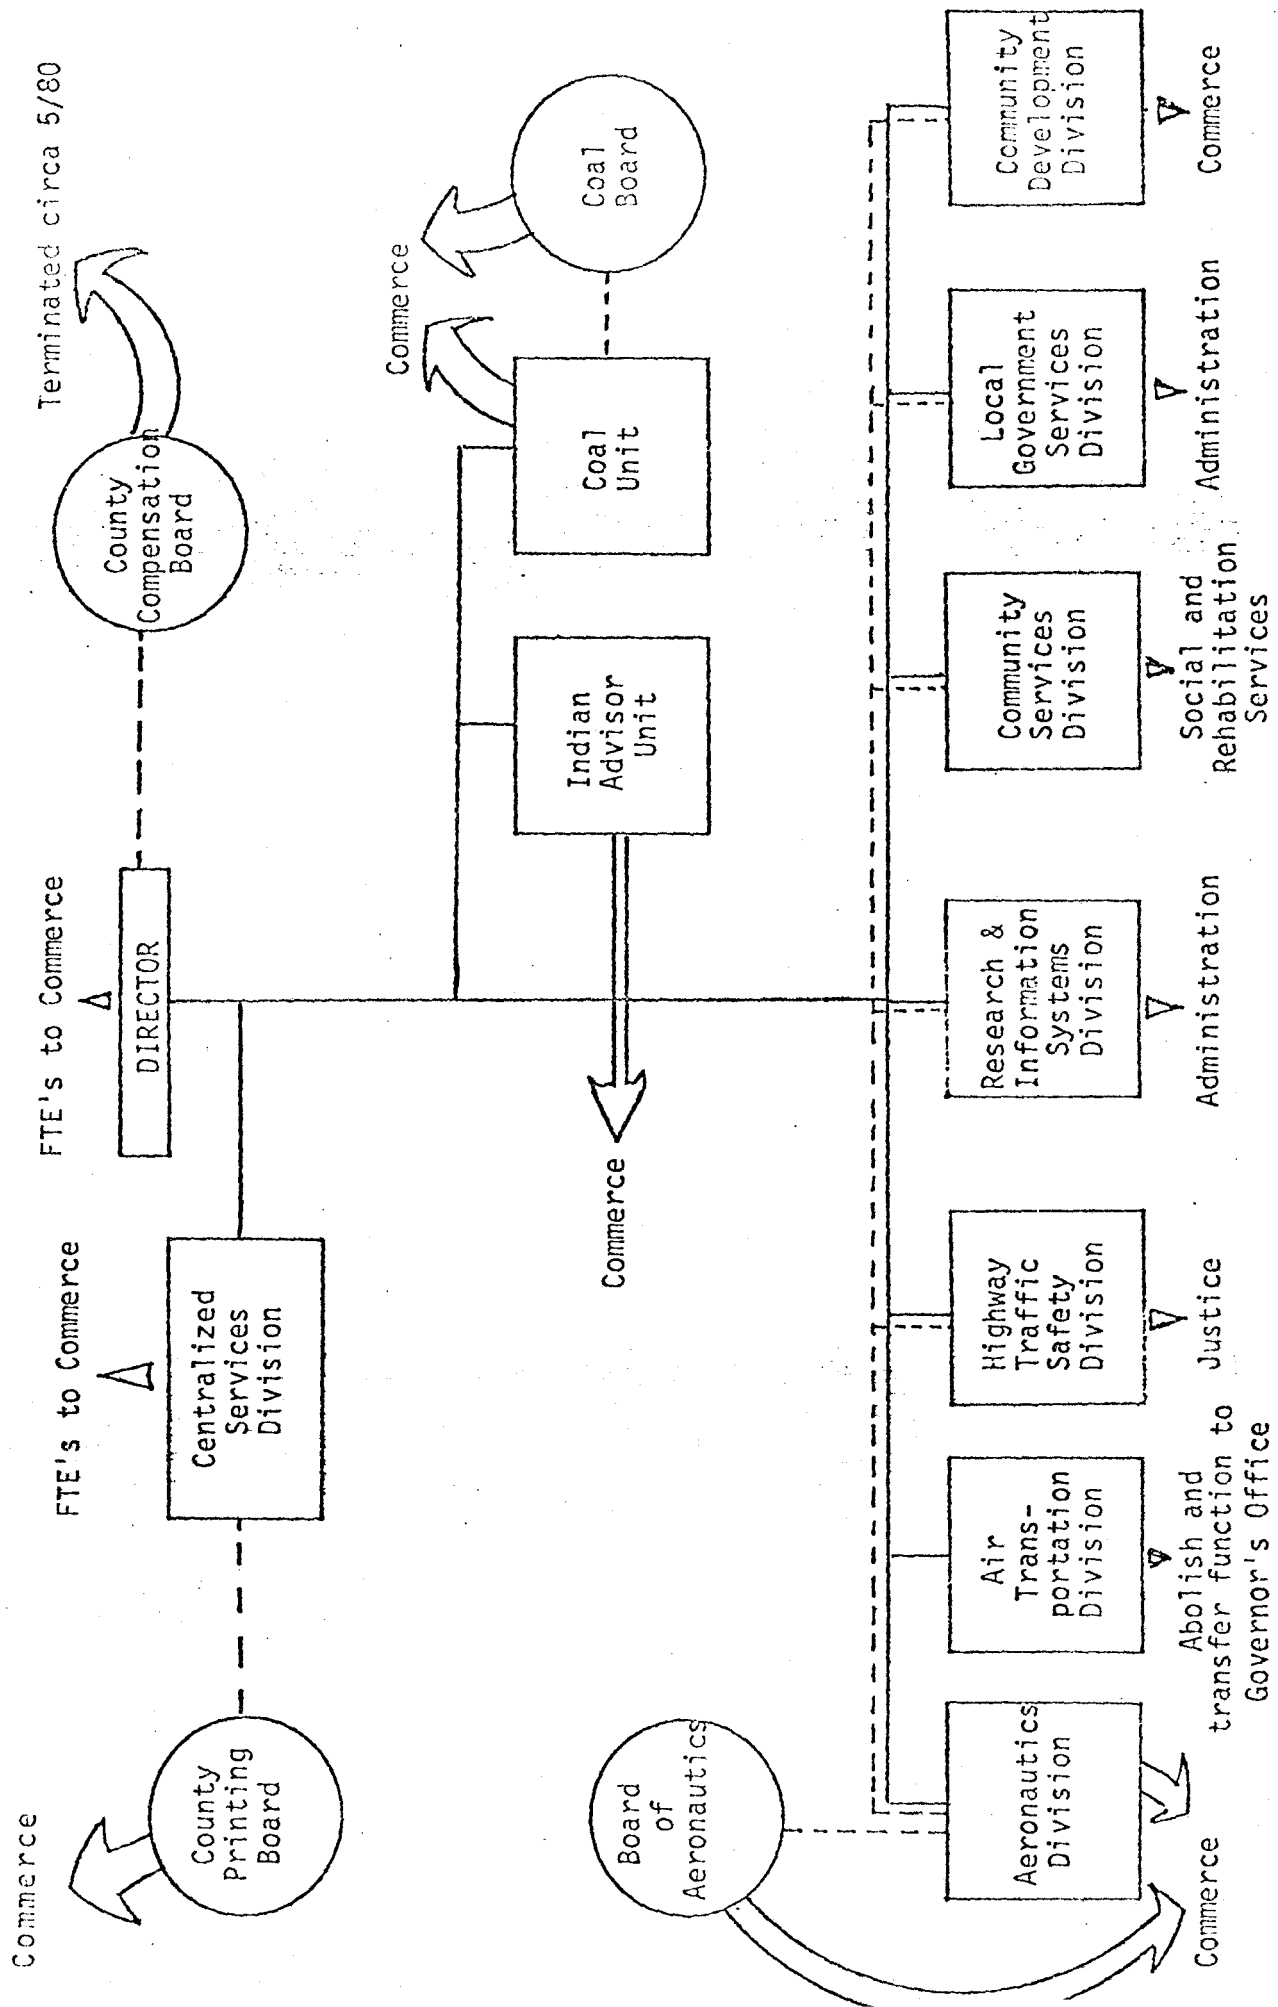 Commerce
FTE's to Commerce
FTE's to Commerce
Terminated circa 5/80
County
Printing
Board
Centralized
Services
Division
DIRECTOR
County
Compensation
Board
Commerce
Commerce
Indian
Advisor
Unit
Coal
Unit
Coal
Board
Board
of
Aeronautics
Aeronautics
Division
Air
Trans-
portation
Division
Highway
Traffic
Safety
Division
Research &
Information
Systems
Division
Community
Services
Division
Local
Government
Services
Division
Community
Development
Division
Commerce
Abolish and
transfer function to
Governor's Office
Justice
Administration
Social and
Rehabilitation
Services
Administration
Commerce